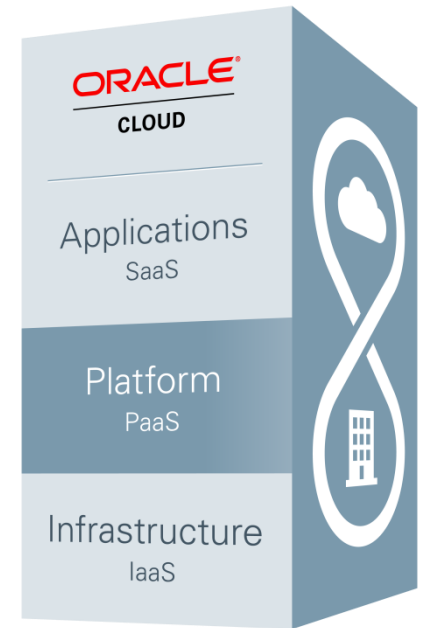 ORACLE®
CLOUD
Applications
SaaS
Platform
PaaS
Infrastructure
IaaS